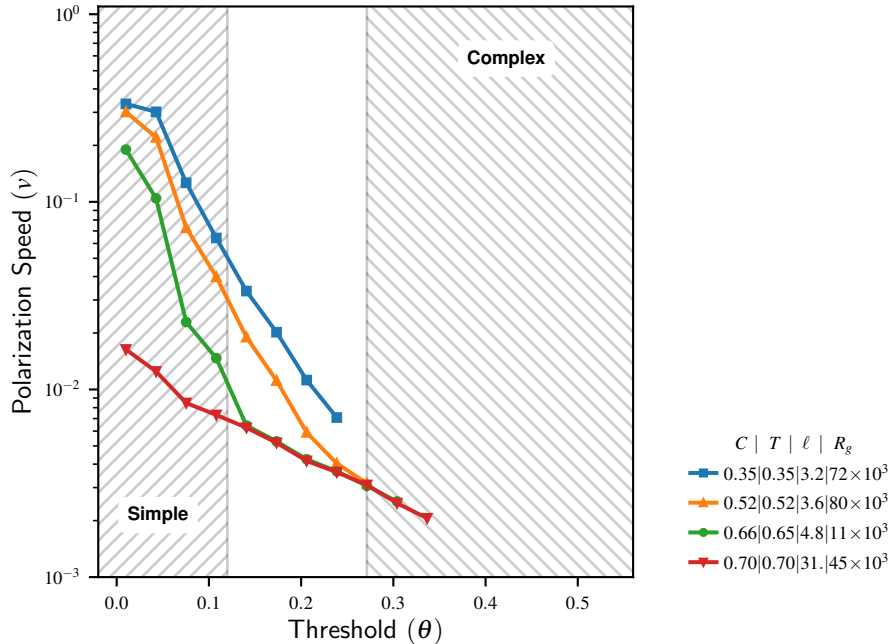 10⁰
Complex
10⁻¹
Polarization Speed (ν)
10⁻²
Simple
10⁻³
0.0 0.1 0.2 0.3 0.4 0.5
Threshold (θ)
C | T | ℓ | R_g
0.35|0.35|3.2|72×10³
0.52|0.52|3.6|80×10³
0.66|0.65|4.8|11×10³
0.70|0.70|31.|45×10³